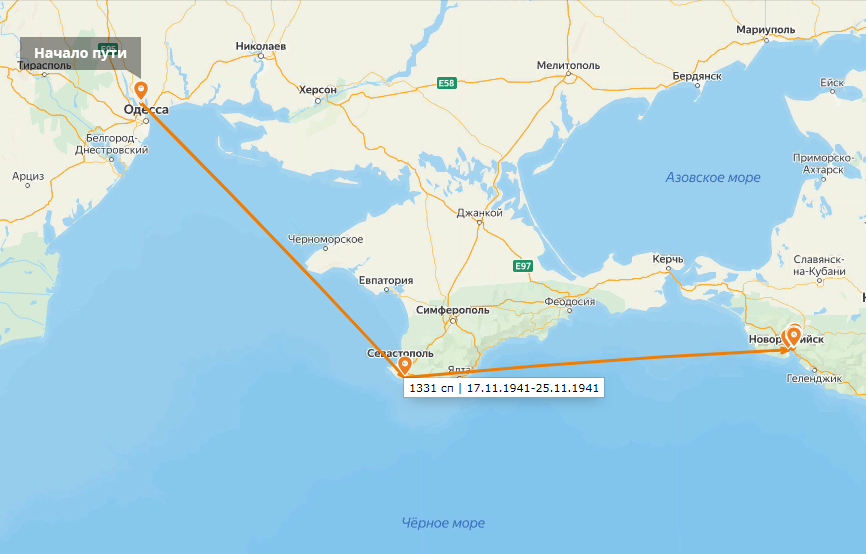 Начало пути
E95
Тирасполь
Николаев
Мариуполь
Мелитополь
Бердянск
Ейск
Херсон
E58
Одесса
Белгород-
Днестровский
Арциз
Азовское море
Приморско-
Ахтарск
Джанкой
Черноморское
Керчь
Славянск-
на-Кубани
E97
Евпатория
Феодосия
Симферополь
Севастополь
Ялта
Новороссийск
Геленджик
1331 сп | 17.11.1941-25.11.1941
Чёрное море